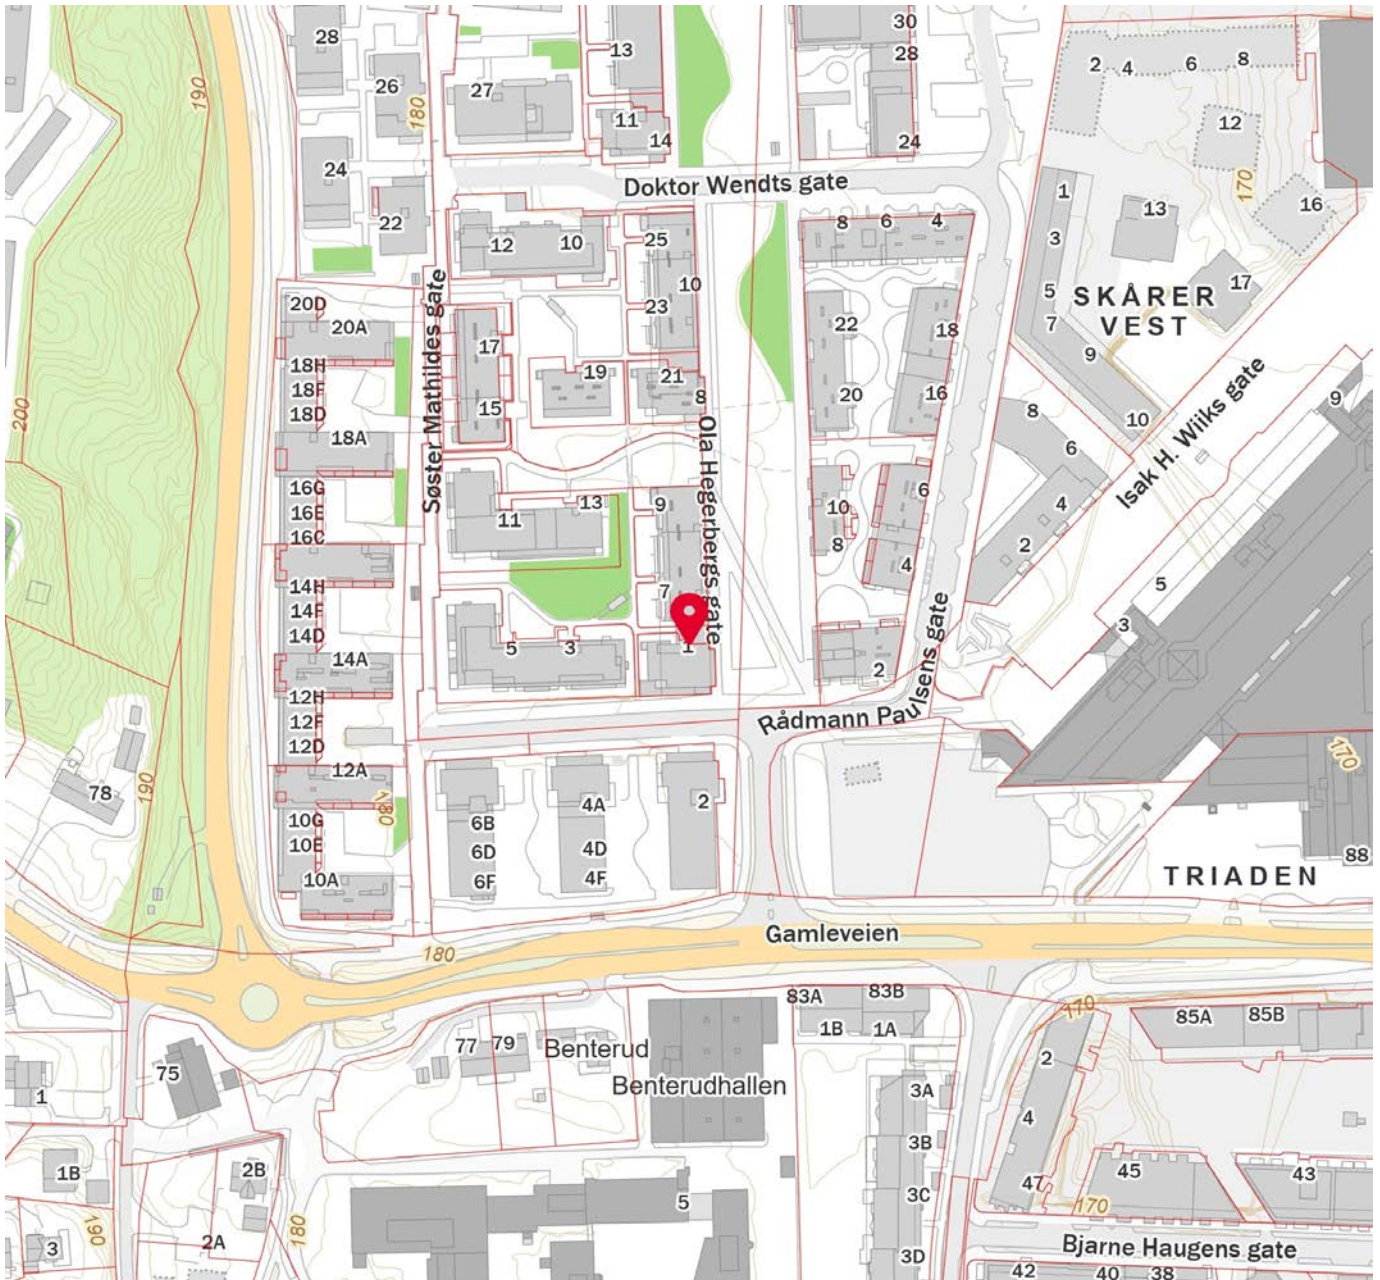 28
13
30
28
2
4
6
8
26
27
190
180
11
14
24
12
24
Doktor Wendts gate
170
22
1
13
16
8
6
4
12
10
25
3
10
17
5
SKÅRER
VEST
20D
20A
23
22
18
7
17
9
Søster Mathildes gate
18H
18F
18D
18A
19
21
8
20
16
8
10
9
200
15
Ola Hegerbergs gate
6
Isak H. Wiiks gate
16G
16E
16C
11
13
9
10
8
6
4
2
4
5
14H
14F
14D
14A
7
3
5
3
1
2
Rådmann Paulsens gate
12H
12F
12D
12A
170
78
190
180
4A
2
6B
6D
6F
4D
4F
10G
10E
10A
88
TRIADEN
180
Gamleveien
83A
83B
1B
1A
170
85A
85B
77
79
Benterud
Benterudhallen
75
2
1
3A
4
3B
1B
2B
45
43
47
3C
5
190
180
170
3
2A
3D
Bjarne Haugens gate
42
40
38